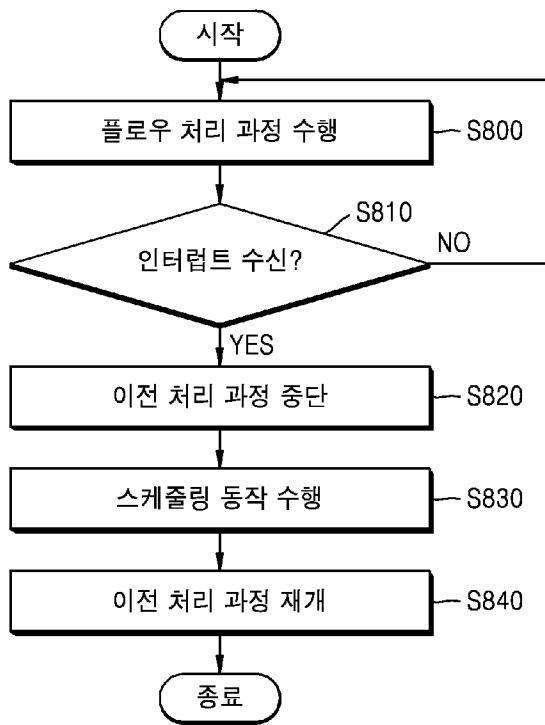 시작
플로우 처리 과정 수행
S800
S810
인터럽트 수신?
NO
YES
이전 처리 과정 중단
S820
스케줄링 동작 수행
S830
이전 처리 과정 재개
S840
종료